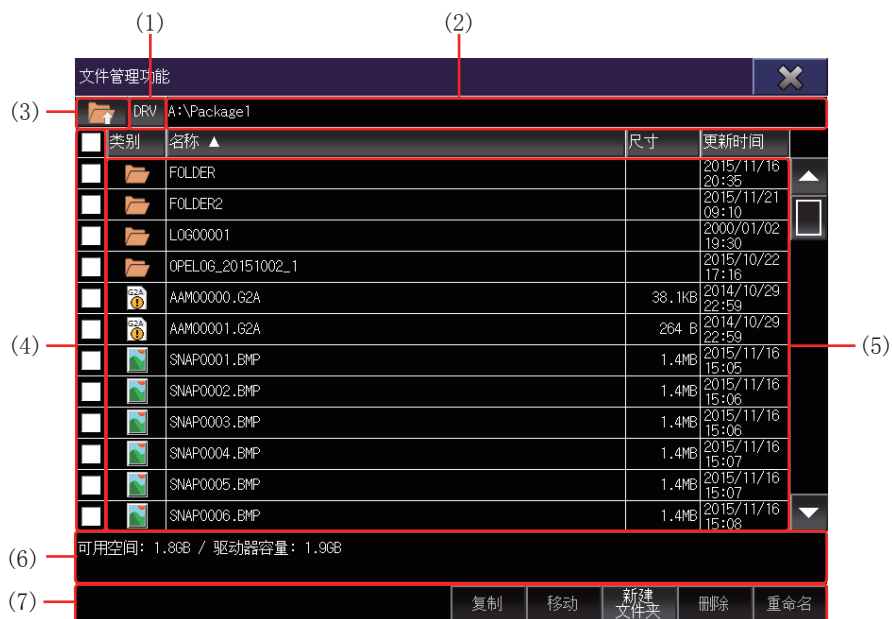 (1)
(2)
文件管理功能
(3)
DRV A:\Package1
类别 名称 ▲ 尺寸 更新时间
FOLDER 2015/11/16 20:35
FOLDER2 2015/11/21 09:10
LOG00001 2000/01/02 19:30
OPELOG_20151002_1 2015/10/22 17:16
G2A AAM00000.G2A 38.1KB 2014/10/29 22:59
G2A AAM00001.G2A 264 B 2014/10/29 22:59
(4)
(5)
SNAP0001.BMP 1.4MB 2015/11/16 15:05
SNAP0002.BMP 1.4MB 2015/11/16 15:06
SNAP0003.BMP 1.4MB 2015/11/16 15:06
SNAP0004.BMP 1.4MB 2015/11/16 15:07
SNAP0005.BMP 1.4MB 2015/11/16 15:07
SNAP0006.BMP 1.4MB 2015/11/16 15:08
(6)
可用空间: 1.8GB / 驱动器容量: 1.9GB
(7)
复制 移动 新建文件夹 删除 重命名